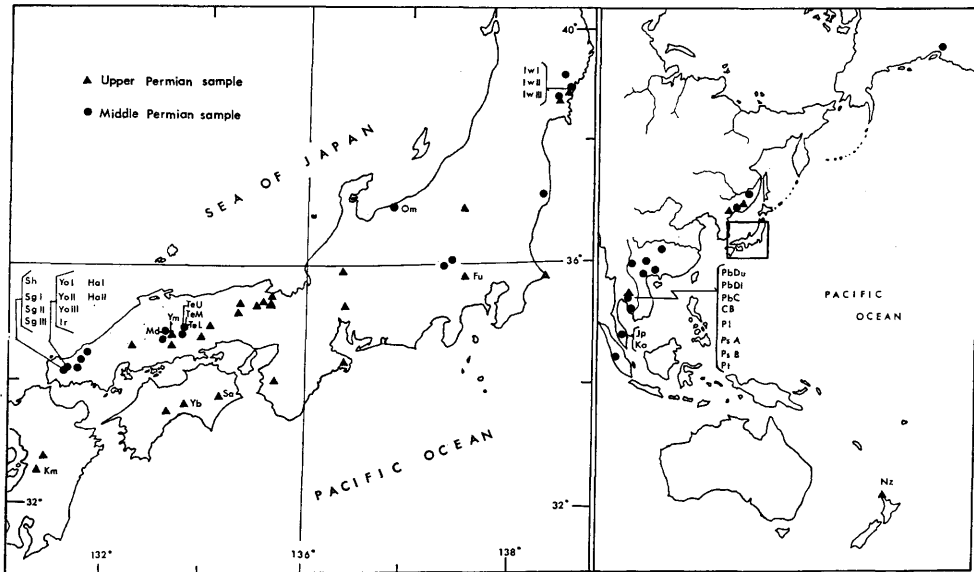 ▲ Upper Permian sample
● Middle Permian sample
SEA OF JAPAN
PACIFIC OCEAN
40°
36°
32°
32°
132°
136°
138°
Iw I
Iw II
Iw III
Om
Fu
Sh
Sg I
Sg II
Sg III
Yo I Ha I
Yo II Ha II
Yo III
Ir
Md
Ym
TeU
TeM
TeL
Yb
Sa
Km
PACIFIC
OCEAN
PbDu
PbDl
PbC
CB
Pl
Ps A
Ps B
Pt
Jp
Ka
Nz